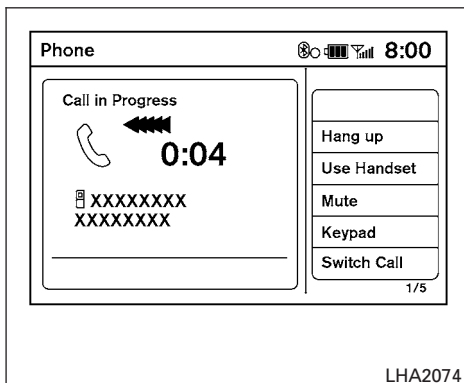 Phone 8:00
Call in Progress
0:04
XXXXXXXX
XXXXXXXX
Hang up
Use Handset
Mute
Keypad
Switch Call
1/5
LHA2074